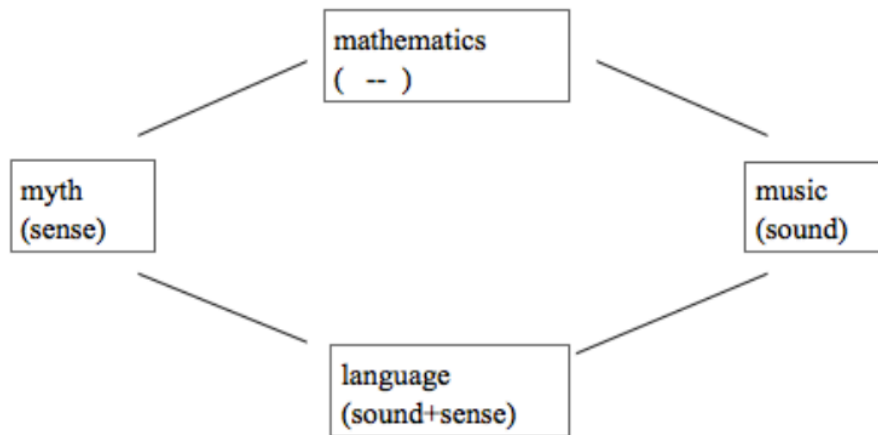 mathematics
( -- )
myth
(sense)
music
(sound)
language
(sound+sense)